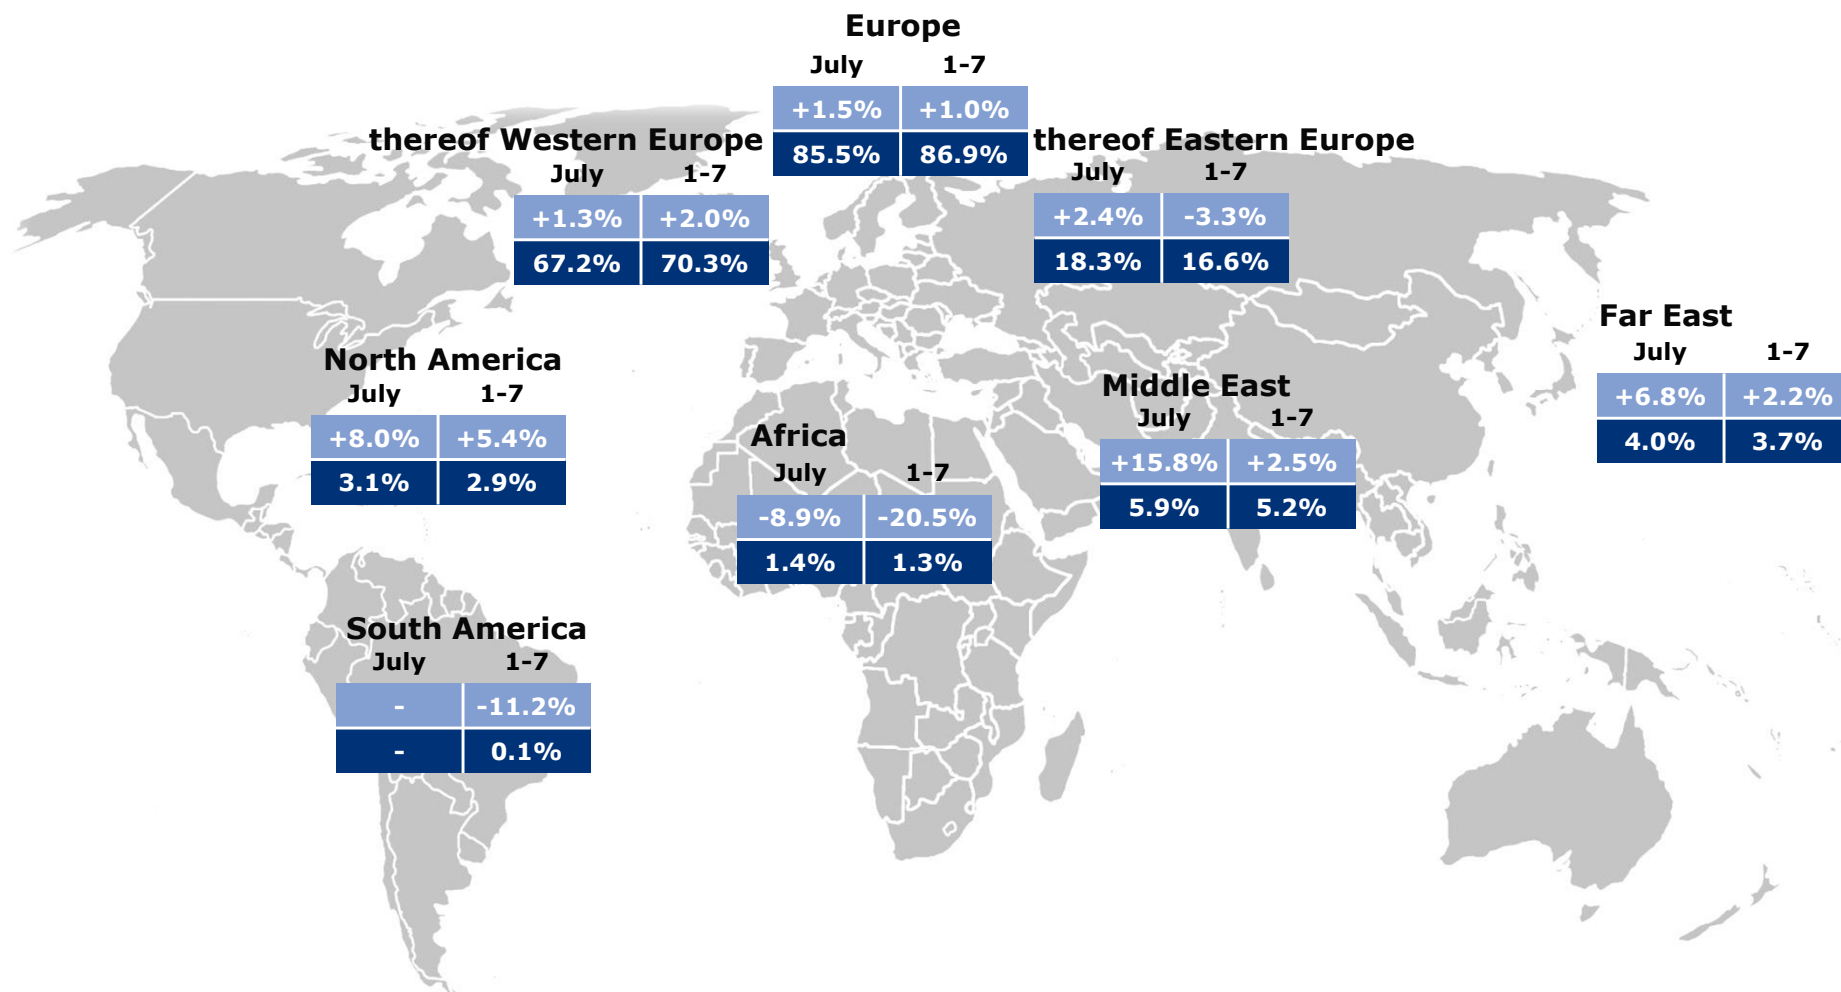 Europe
July 1-7
+1.5% +1.0%
85.5% 86.9%
thereof Western Europe
July 1-7
+1.3% +2.0%
67.2% 70.3%
thereof Eastern Europe
July 1-7
+2.4% -3.3%
18.3% 16.6%
Far East
July 1-7
+6.8% +2.2%
4.0% 3.7%
North America
July 1-7
+8.0% +5.4%
3.1% 2.9%
Middle East
July 1-7
+15.8% +2.5%
5.9% 5.2%
Africa
July 1-7
-8.9% -20.5%
1.4% 1.3%
South America
July 1-7
- -11.2%
- 0.1%